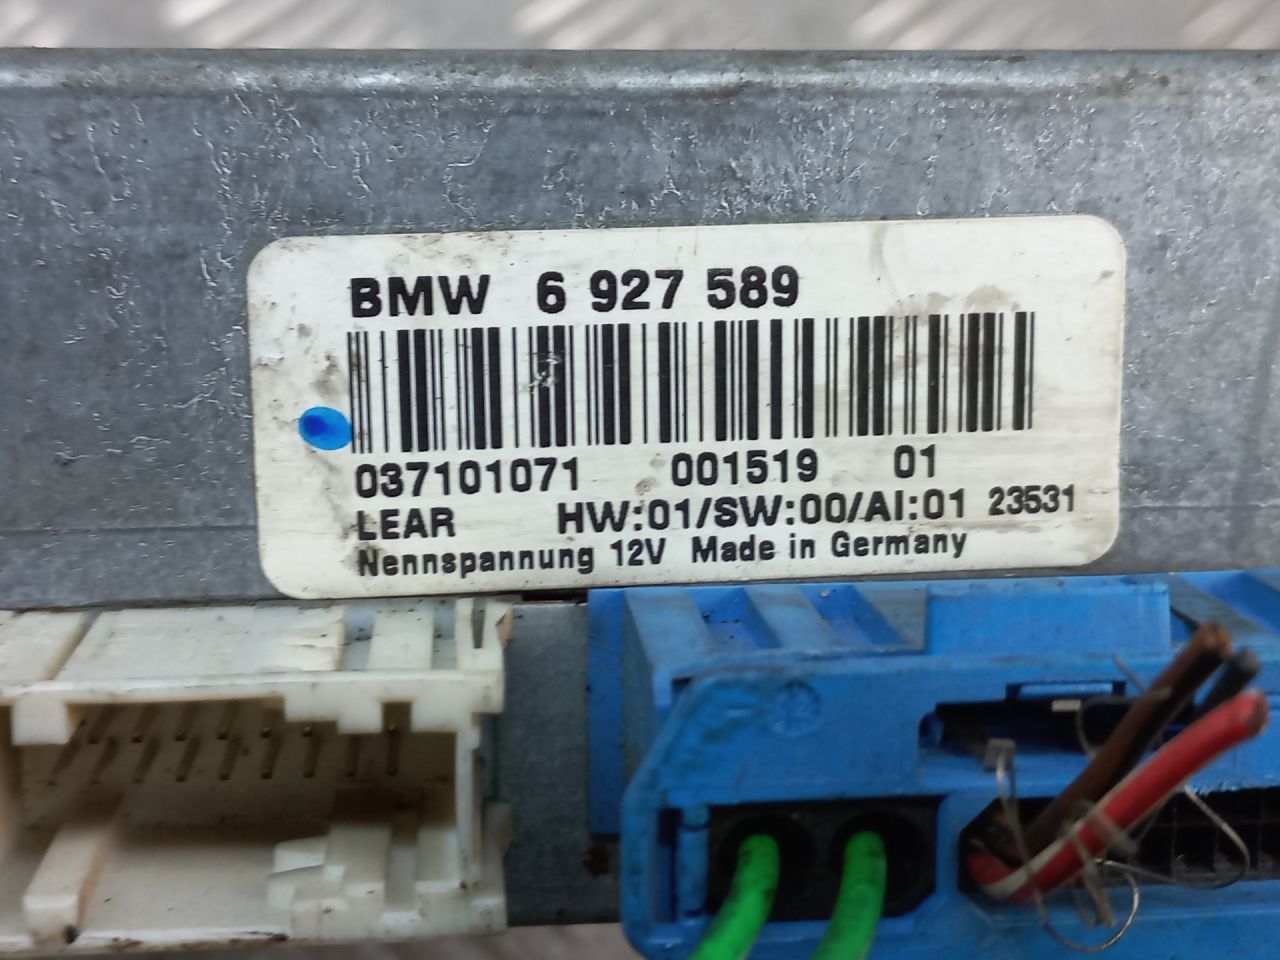 BMW 6 927 589
037101071 001519 01
LEAR HW:01/SW:00/AI:01 23531
Nennspannung 12V Made in Germany